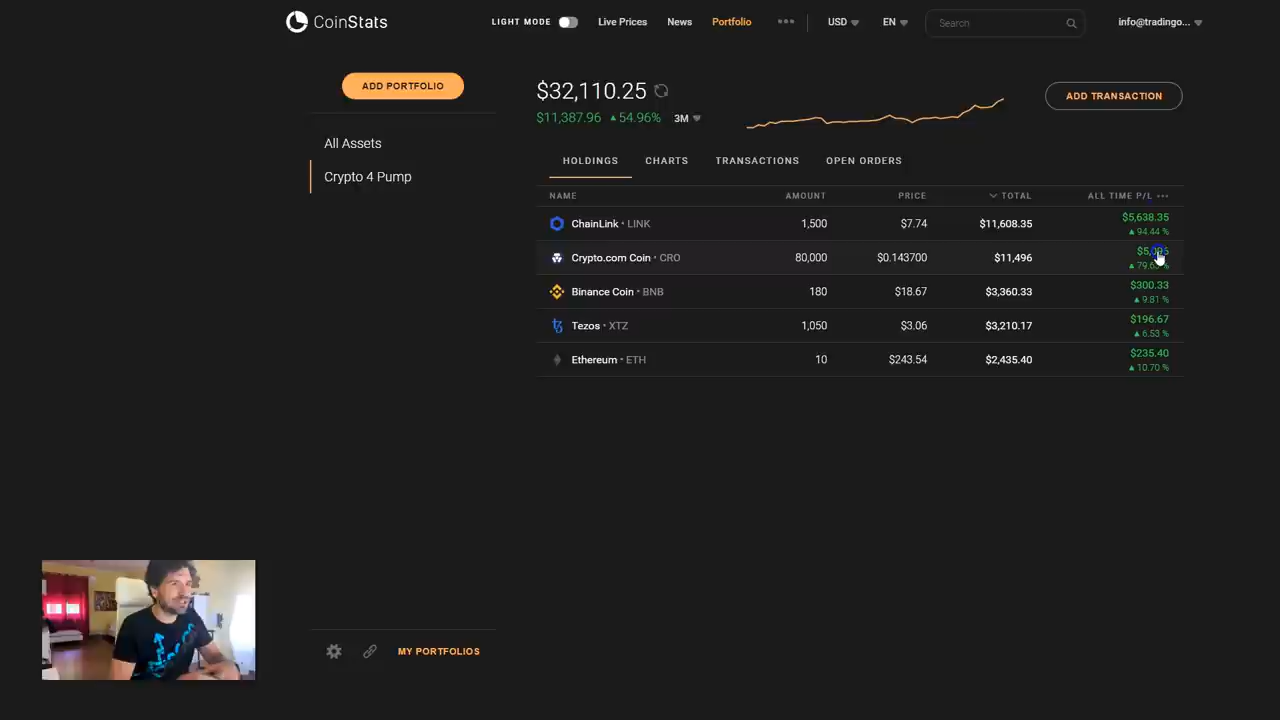 CoinStats
LIGHT MODE Live Prices News Portfolio ••• USD EN Search info@tradingo...
ADD PORTFOLIO
$32,110.25
ADD TRANSACTION
$11,387.96 ▲ 54.96% 3M
All Assets
Crypto 4 Pump
HOLDINGS CHARTS TRANSACTIONS OPEN ORDERS
NAME AMOUNT PRICE TOTAL ALL TIME P/L •••
ChainLink • LINK 1,500 $7.74 $11,608.35 $5,638.35
▲ 94.44 %
Crypto.com Coin • CRO 80,000 $0.143700 $11,496
Binance Coin • BNB 180 $18.67 $3,360.33 $300.33
▲ 9.81 %
Tezos • XTZ 1,050 $3.06 $3,210.17 $196.67
▲ 6.53 %
Ethereum • ETH 10 $243.54 $2,435.40 $235.40
▲ 10.70 %
MY PORTFOLIOS